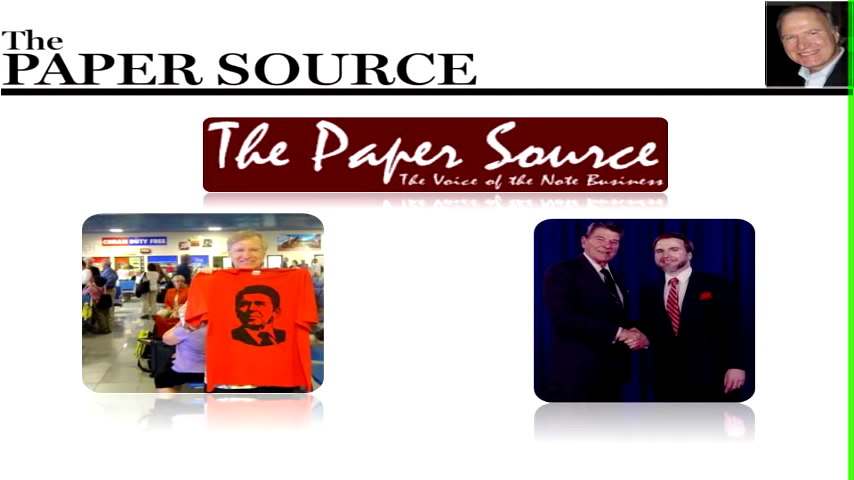 The
PAPER SOURCE
The Paper Source
The Voice of the Note Business
CUBAN DUTY FREE